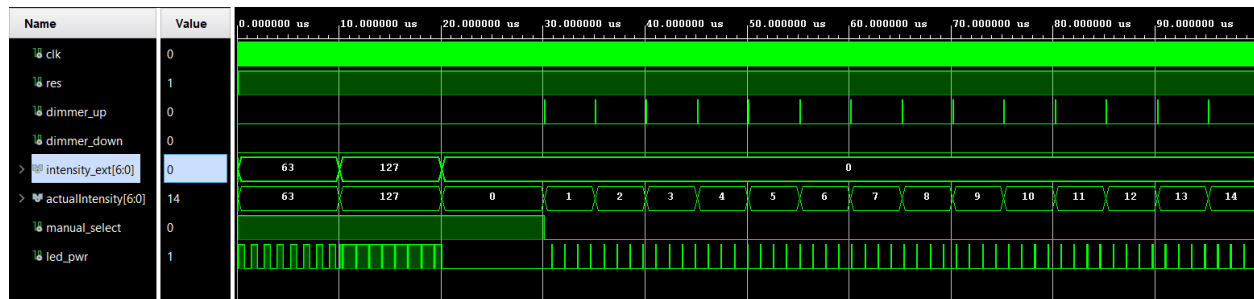 Name Value 0.000000 us 10.000000 us 20.000000 us 30.000000 us 40.000000 us 50.000000 us 60.000000 us 70.000000 us 80.000000 us 90.000000 us
clk 0
res 1
dimmer_up 0
dimmer_down 0
intensity_ext[6:0] 0 63 127 0
actualIntensity[6:0] 14 63 127 0 1 2 3 4 5 6 7 8 9 10 11 12 13 14
manual_select 0
led_pwr 1